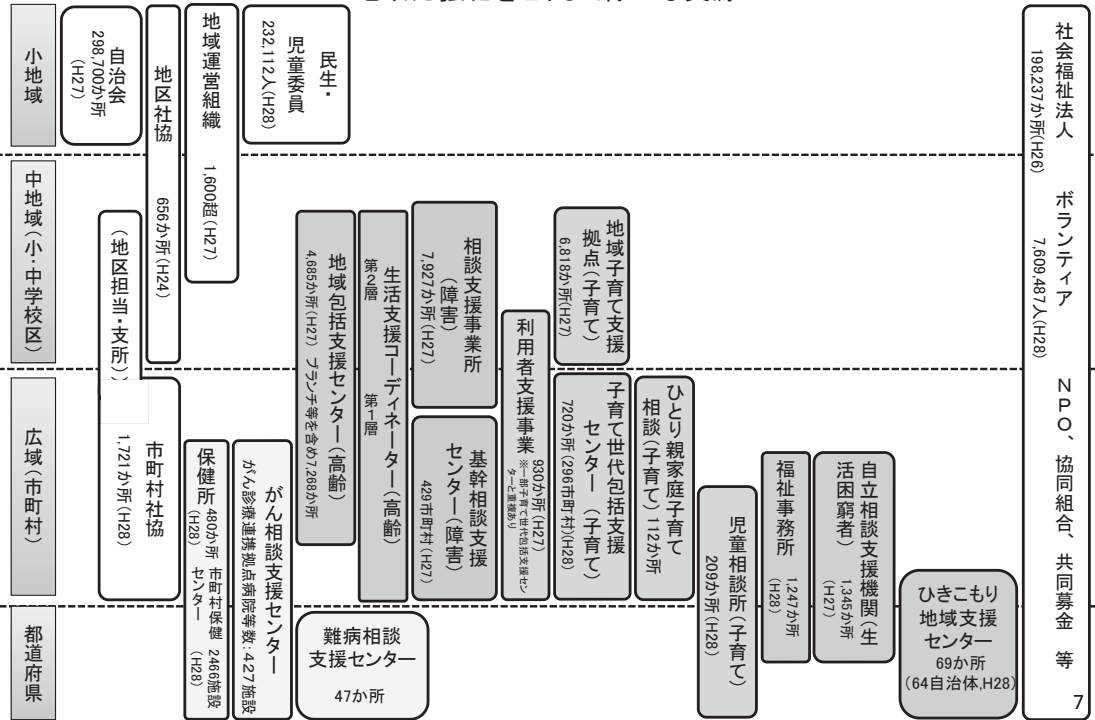 小地域
中地域（小・中学校区）
広域（市町村）
都道府県
自治会
298,700か所
(H27)
地区社協　656か所(H24)
地域運営組織　1,600超(H27)
民生・
児童委員
232,112人(H28)
（地区担当・支所）
市町村社協
1,721か所(H28)
保健所 480か所
(H28)
市町村保健
センター
2466施設
(H28)
がん相談支援センター
がん診療連携拠点病院等数:427施設
地域包括支援センター（高齢）
4,685か所(H27) ブランチ等を含め7,268か所
生活支援コーディネーター（高齢）
第2層　第1層
相談支援事業所
（障害）
7,927か所(H27)
基幹相談支援
センター（障害）
429市町村(H27)
難病相談
支援センター
47か所
利用者支援事業
930か所(H27)
※一部子育て世代包括支援セン
ターと重複あり
地域子育て支援
拠点（子育て）
6,818か所(H27)
子育て世代包括支援
センター（子育て）
720か所(296市町村)(H28)
ひとり親家庭子育て
相談（子育て）112か所
児童相談所（子育て）
209か所(H28)
福祉事務所
1,247か所
(H28)
自立相談支援機関（生
活困窮者）
1,345か所
(H27)
ひきこもり
地域支援
センター
69か所
(64自治体,H28)
社会福祉法人
198,237か所(H26)
ボランティア
7,609,487人(H28)
NPO、協同組合、共同募金　等
7